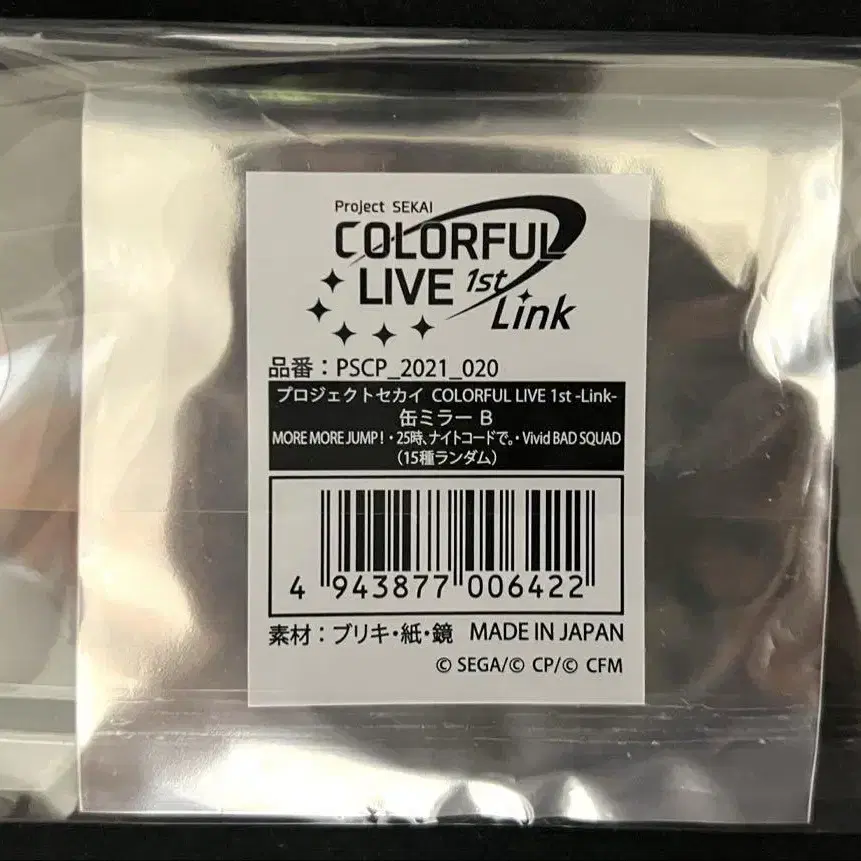 Project SEKAI
COLORFUL
LIVE 1st
Link
品番：PSCP_2021_020
プロジェクトセカイ COLORFUL LIVE 1st -Link-
缶ミラー B
MORE MORE JUMP！・25時、ナイトコードで。・Vivid BAD SQUAD
（15種ランダム）
4 943877 006422
素材：ブリキ・紙・鏡 MADE IN JAPAN
© SEGA/© CP/© CFM